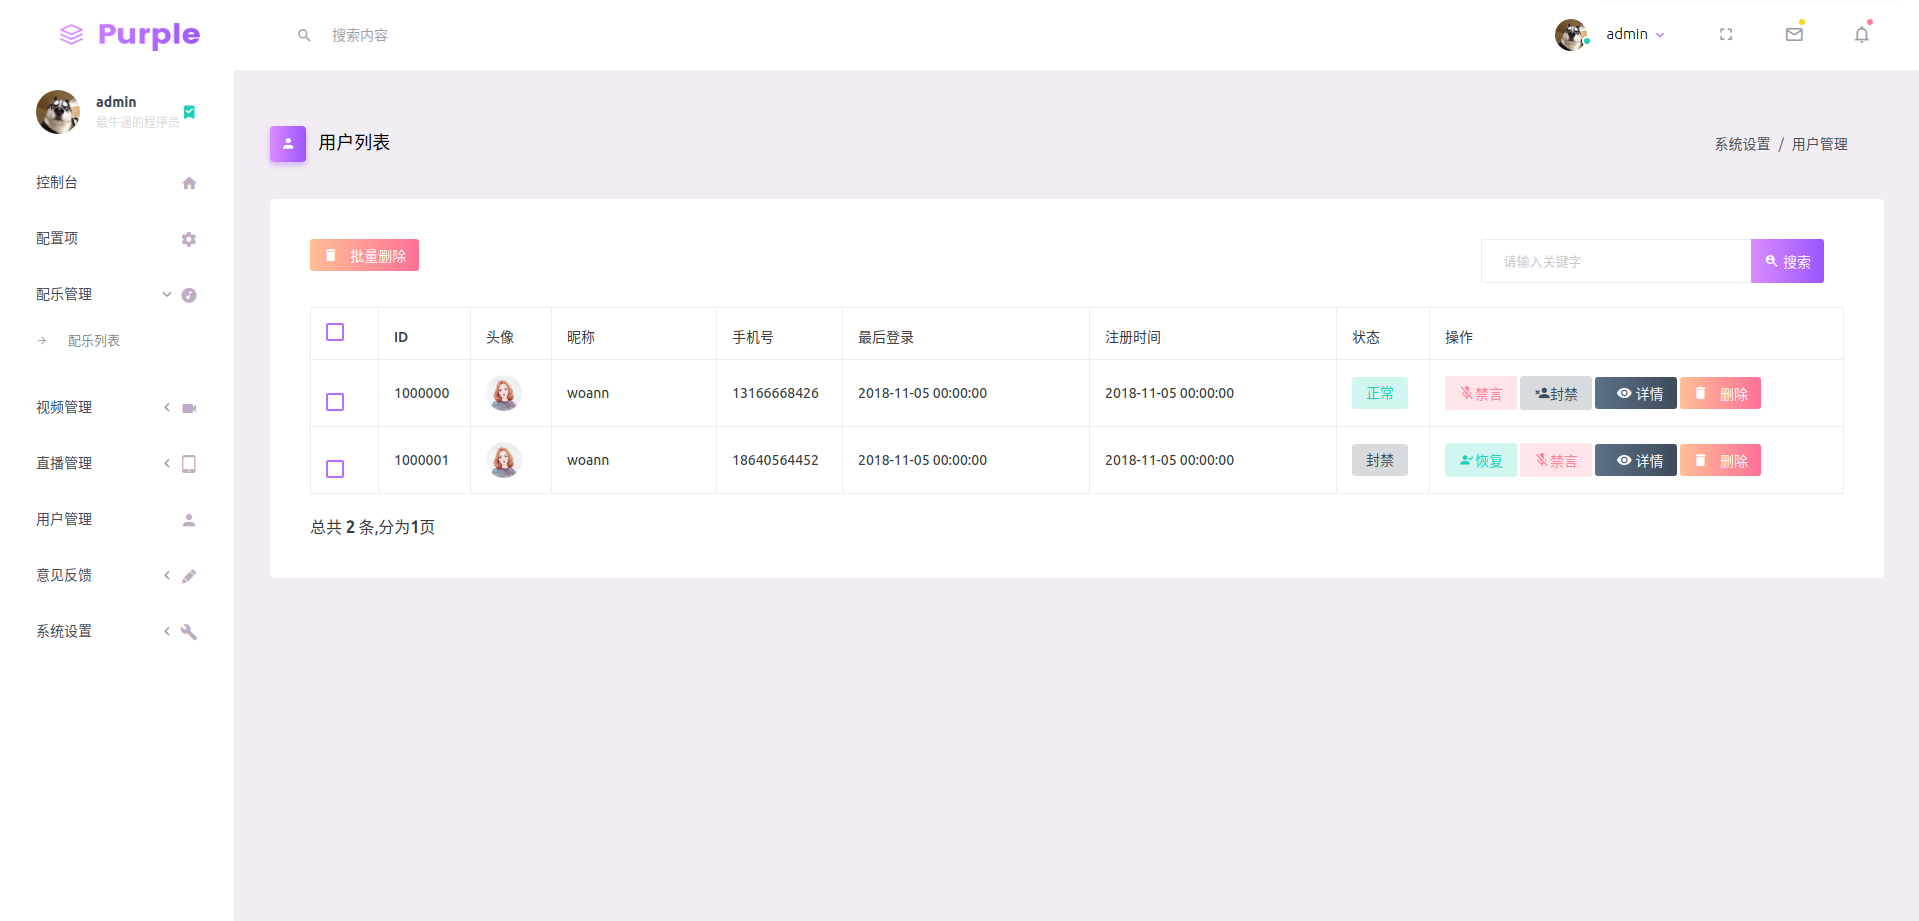 Purple
搜索内容
admin
admin
最牛逼的程序员
控制台
配置项
配乐管理
配乐列表
视频管理
直播管理
用户管理
意见反馈
系统设置
用户列表
系统设置 / 用户管理
批量删除
请输入关键字 搜索
ID 头像 昵称 手机号 最后登录 注册时间 状态 操作
1000000 woann 13166668426 2018-11-05 00:00:00 2018-11-05 00:00:00 正常 禁言 封禁 详情 删除
1000001 woann 18640564452 2018-11-05 00:00:00 2018-11-05 00:00:00 封禁 恢复 禁言 详情 删除
总共 2 条,分为1页